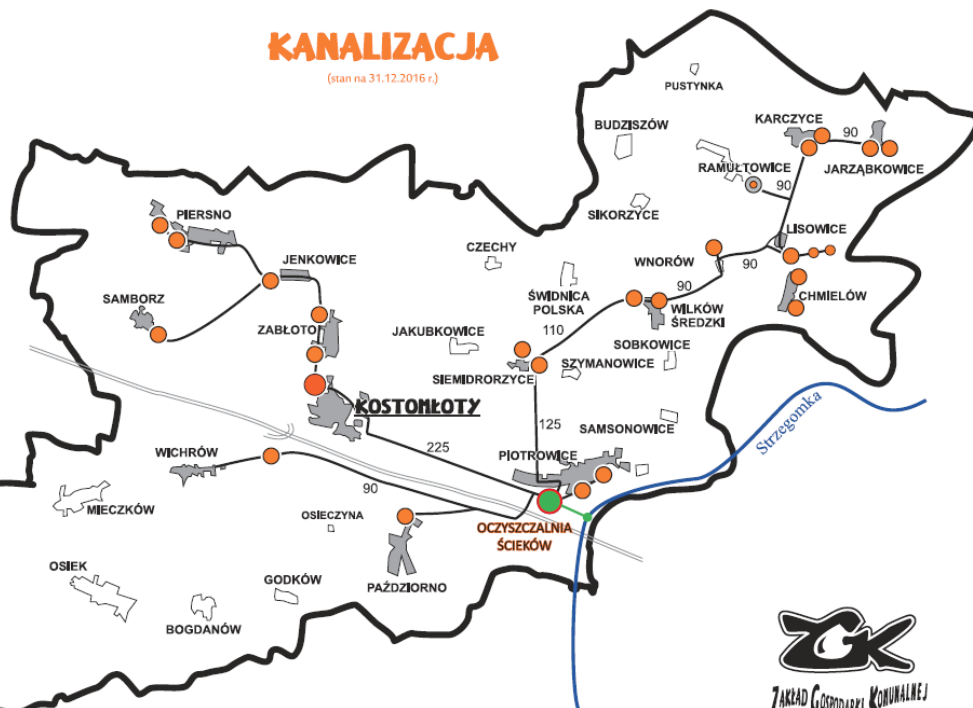 KANALIZACJA
(stan na 31.12.2016 r.)
PUSTYNKA
BUDZISZÓW
KARCZYCE
90
RAMUŁTOWICE
JARZĄBKOWICE
90
PIERSNO
SIKORZYCE
LISOWICE
CZECHY
JENKOWICE
WNORÓW
90
SAMBORZ
ŚWIDNICA
POLSKA
90
CHMIELÓW
WILKÓW
ŚREDZKI
ZABŁOTO
JAKUBKOWICE
110
SOBKOWICE
SIEMIDRORZYCE
SZYMANOWICE
KOSTOMŁOTY
125
SAMSONOWICE
Strzegomka
225
PIOTROWICE
WICHRÓW
90
MIECZKÓW
OSIECZYNA
OCZYSZCZALNIA
ŚCIEKÓW
OSIEK
GODKÓW
PAŹDZIORNO
BOGDANÓW
ZGK
ZAKŁAD GOSPODARKI KOMUNALNEJ